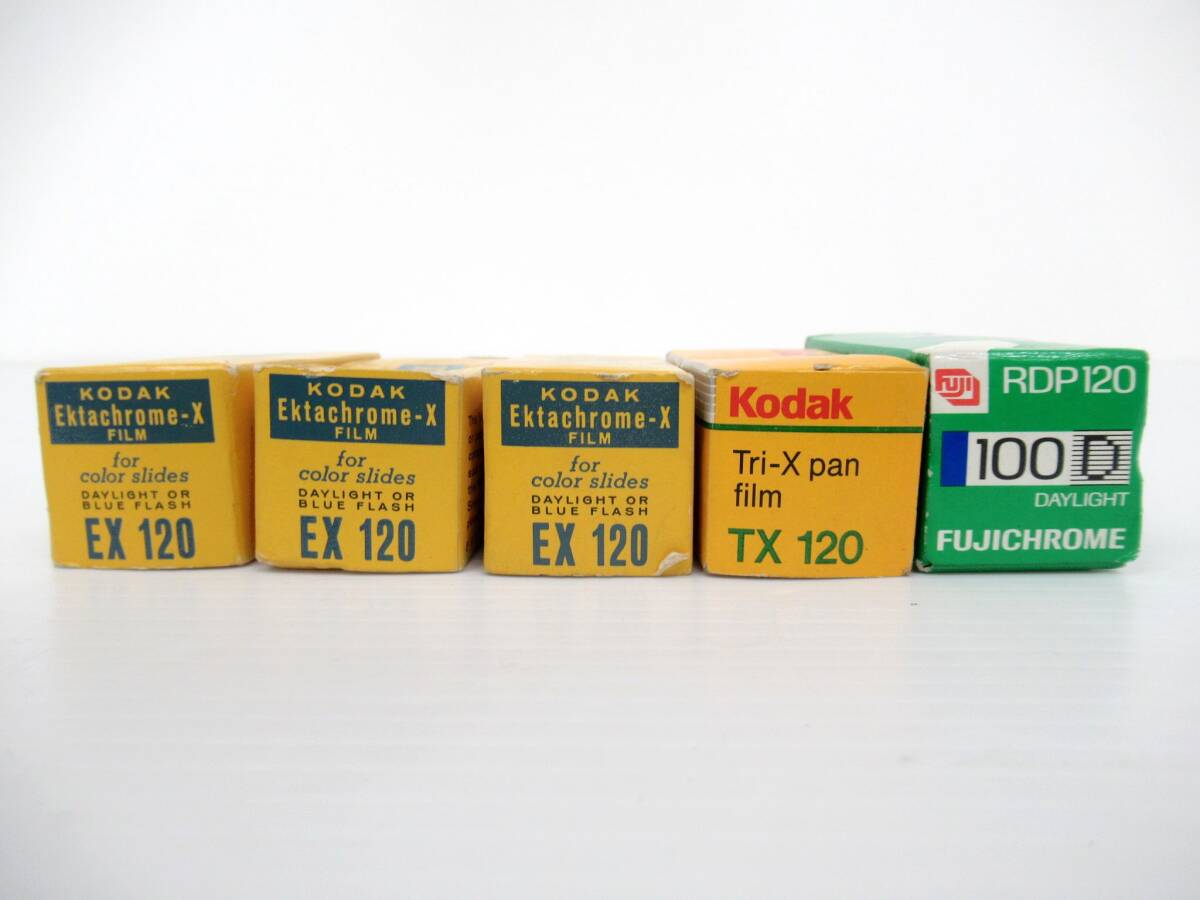 KODAK
Ektachrome-X
FILM
for
color slides
DAYLIGHT OR
BLUE FLASH
EX 120
KODAK
Ektachrome-X
FILM
for
color slides
DAYLIGHT OR
BLUE FLASH
EX 120
KODAK
Ektachrome-X
FILM
for
color slides
DAYLIGHT OR
BLUE FLASH
EX 120
Kodak
Tri-X pan
film
TX 120
FUJI
RDP120
100 D
DAYLIGHT
FUJICHROME